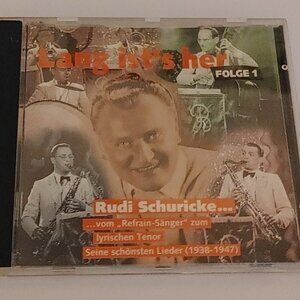 Lang ist's her
FOLGE 1
Rudi Schuricke...
...vom „Refrain-Sänger" zum
lyrischen Tenor
Seine schönsten Lieder (1938-1947)